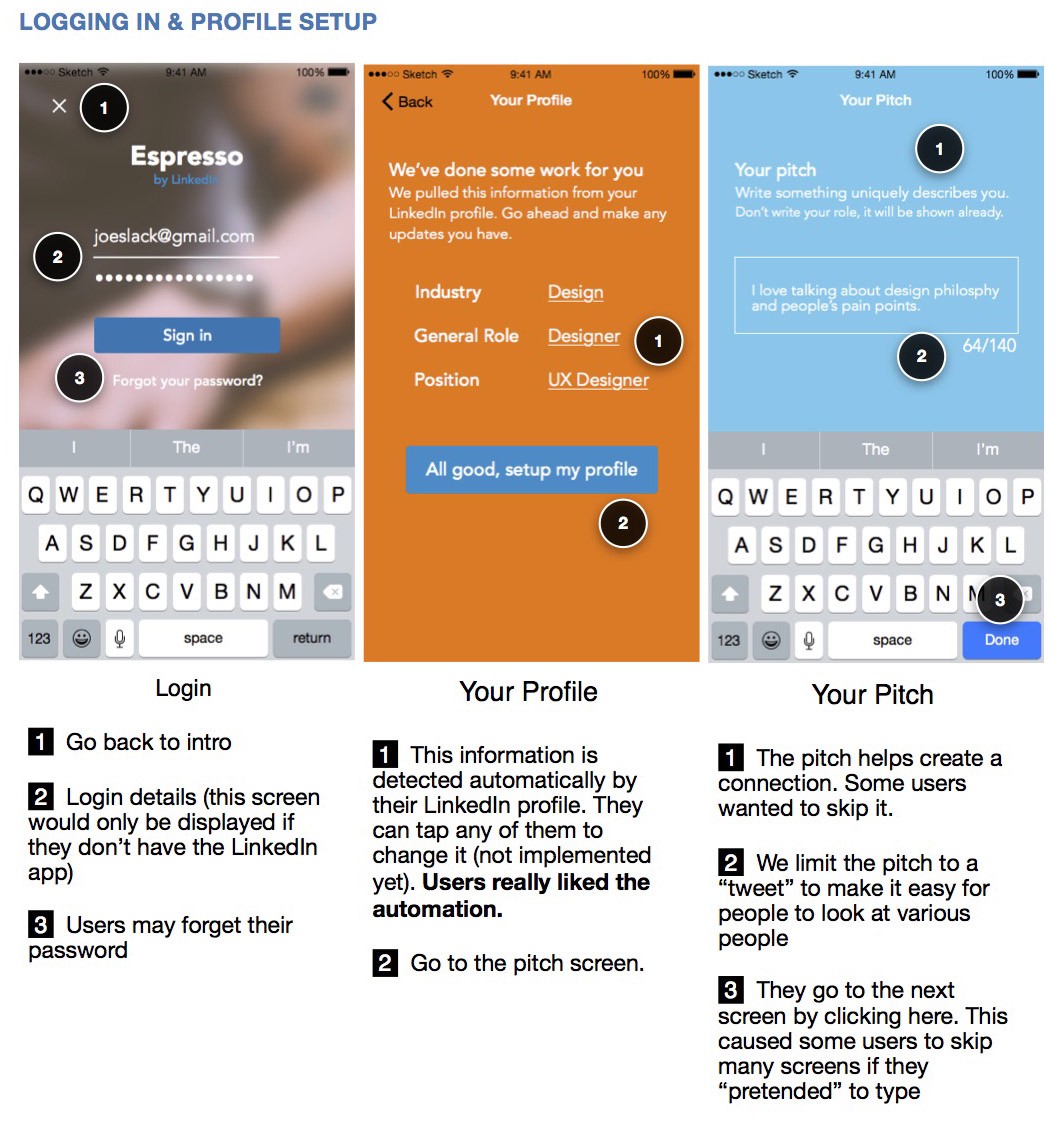 LOGGING IN & PROFILE SETUP
Sketch 9:41 AM 100%
1
Espresso
by LinkedIn
joeslack@gmail.com
2
Sign in
3
Forgot your password?
I The I'm
Q W E R T Y U I O P
A S D F G H J K L
Z X C V B N M
123 space return
Sketch 9:41 AM 100%
Back Your Profile
We've done some work for you
We pulled this information from your
LinkedIn profile. Go ahead and make any
updates you have.
Industry Design
General Role Designer
1
Position UX Designer
All good, setup my profile
2
Sketch 9:41 AM 100%
Your Pitch
1
Your pitch
Write something uniquely describes you.
Don't write your role, it will be shown already.
I love talking about design philosphy
and people's pain points.
64/140
2
I The I'm
Q W E R T Y U I O P
A S D F G H J K L
Z X C V B N M
3
123 space Done
Login
1 Go back to intro
2 Login details (this screen
would only be displayed if
they don't have the LinkedIn
app)
3 Users may forget their
password
Your Profile
1 This information is
detected automatically by
their LinkedIn profile. They
can tap any of them to
change it (not implemented
yet). Users really liked the
automation.
2 Go to the pitch screen.
Your Pitch
1 The pitch helps create a
connection. Some users
wanted to skip it.
2 We limit the pitch to a
“tweet” to make it easy for
people to look at various
people
3 They go to the next
screen by clicking here. This
caused some users to skip
many screens if they
“pretended” to type